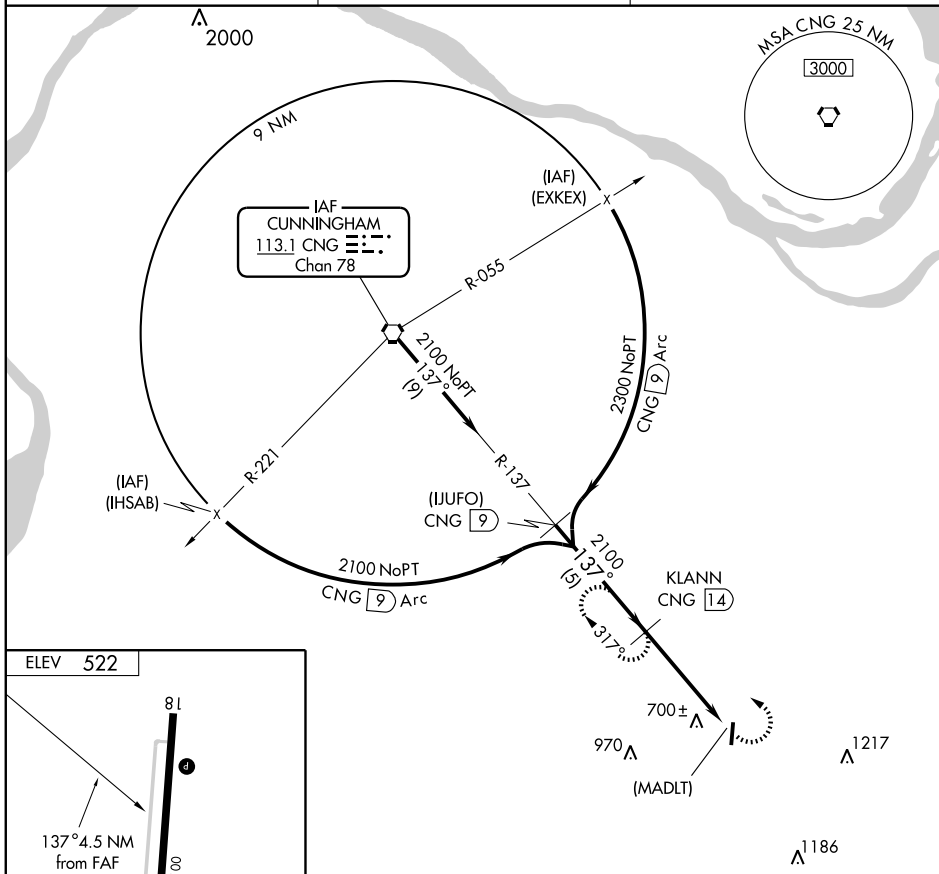 2000
MSA CNG 25 NM
3000
9 NM
(IAF)
(EXKEX)
IAF
CUNNINGHAM
113.1 CNG
Chan 78
R-055
2100 NoPT
137°
(9)
2300 NoPT
CNG 9 Arc
R-221
R-137
(IAF)
(IHSAB)
(IJUFO)
CNG 9
2100 NoPT
CNG 9 Arc
2100
137°
(5)
KLANN
CNG 14
317°
ELEV 522
18
P
700±
970
1217
(MADLT)
137° 4.5 NM
from FAF
1186